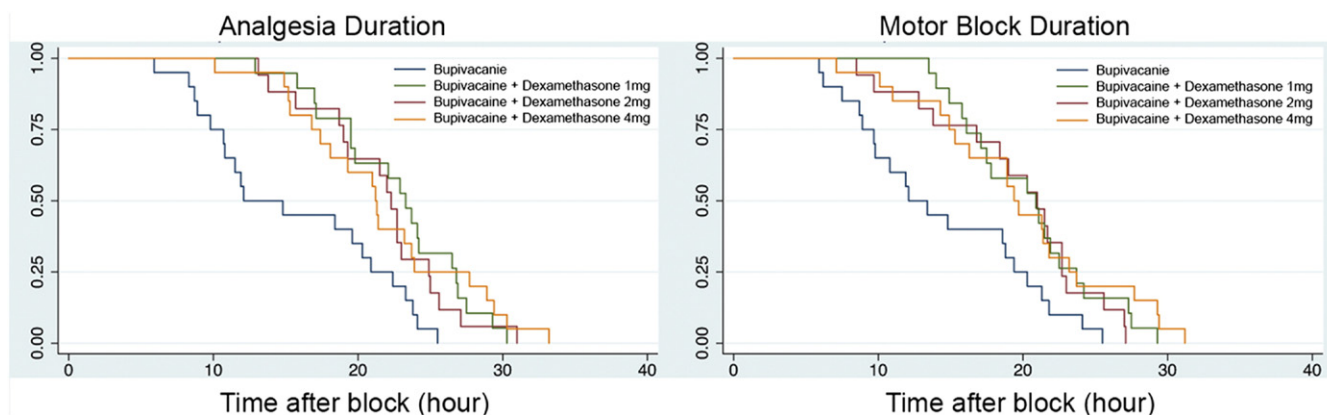 Analgesia Duration
1.00
0.75
0.50
0.25
0.00
Bupivacanie
Bupivacaine + Dexamethasone 1mg
Bupivacaine + Dexamethasone 2mg
Bupivacaine + Dexamethasone 4mg
0 10 20 30 40
Time after block (hour)
Motor Block Duration
1.00
0.75
0.50
0.25
0.00
Bupivacanie
Bupivacaine + Dexamethasone 1mg
Bupivacaine + Dexamethasone 2mg
Bupivacaine + Dexamethasone 4mg
0 10 20 30 40
Time after block (hour)